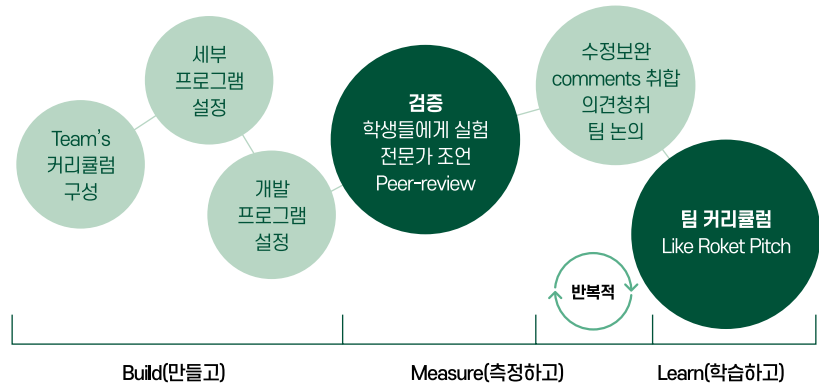 Team's
커리큘럼
구성
세부
프로그램
설정
개발
프로그램
설정
검증
학생들에게 실험
전문가 조언
Peer-review
수정보완
comments 취합
의견청취
팀 논의
팀 커리큘럼
Like Roket Pitch
반복적
Build(만들고)
Measure(측정하고)
Learn(학습하고)